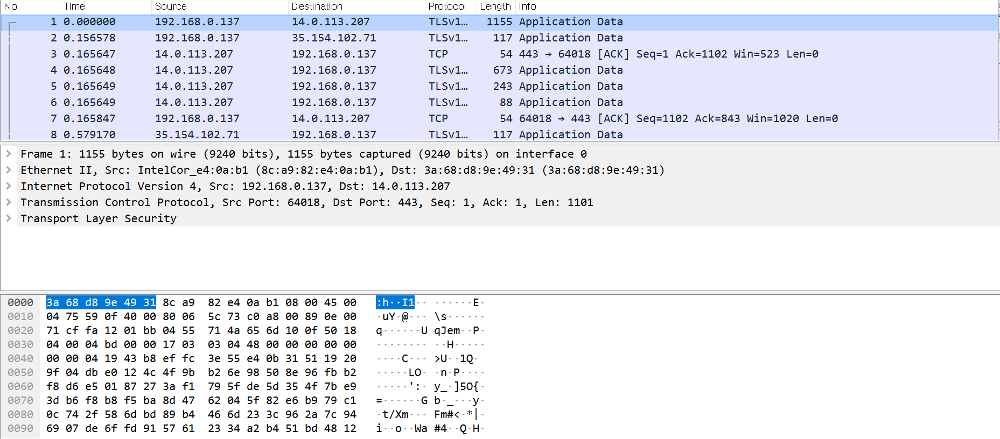 No. Time Source Destination Protocol Length Info
1 0.000000 192.168.0.137 14.0.113.207 TLSv1… 1155 Application Data
2 0.156578 192.168.0.137 35.154.102.71 TLSv1… 117 Application Data
3 0.165647 14.0.113.207 192.168.0.137 TCP 54 443 → 64018 [ACK] Seq=1 Ack=1102 Win=523 Len=0
4 0.165648 14.0.113.207 192.168.0.137 TLSv1… 673 Application Data
5 0.165649 14.0.113.207 192.168.0.137 TLSv1… 243 Application Data
6 0.165649 14.0.113.207 192.168.0.137 TLSv1… 88 Application Data
7 0.165847 192.168.0.137 14.0.113.207 TCP 54 64018 → 443 [ACK] Seq=1102 Ack=843 Win=1020 Len=0
8 0.579170 35.154.102.71 192.168.0.137 TLSv1… 117 Application Data
Frame 1: 1155 bytes on wire (9240 bits), 1155 bytes captured (9240 bits) on interface 0
Ethernet II, Src: IntelCor_e4:0a:b1 (8c:a9:82:e4:0a:b1), Dst: 3a:68:d8:9e:49:31 (3a:68:d8:9e:49:31)
Internet Protocol Version 4, Src: 192.168.0.137, Dst: 14.0.113.207
Transmission Control Protocol, Src Port: 64018, Dst Port: 443, Seq: 1, Ack: 1, Len: 1101
Transport Layer Security
0000 3a 68 d8 9e 49 31 8c a9 82 e4 0a b1 08 00 45 00 :h··I1·· ······E·
0010 04 75 59 0f 40 00 80 06 5c 73 c0 a8 00 89 0e 00 ·uY·@··· \s······
0020 71 cf fa 12 01 bb 04 55 71 4a 65 6d 10 0f 50 18 q······U qJem··P·
0030 04 00 04 bd 00 00 17 03 03 04 48 00 00 00 00 00 ········ ··H·····
0040 00 00 04 19 43 b8 ef fc 3e 55 e4 0b 31 51 19 20 ····C··· >U··1Q·
0050 9f 04 db e0 12 4c 4f 9b b2 6e 98 50 8e 96 fb b2 ·····LO· ·n·P····
0060 f8 d6 e5 01 87 27 3a f1 79 5f de 5d 35 4f 7b e9 ·····':· y_·]5O{·
0070 3d b6 f8 b8 f5 ba 8d 47 62 04 5f 82 e6 b9 79 c1 =······G b·_···y·
0080 0c 74 2f 58 6d bd 89 b4 46 6d 23 3c 96 2a 7c 94 ·t/Xm··· Fm#<·*|·
0090 69 07 de 6f fd 91 57 61 23 34 a2 b4 51 bd 48 12 i··o··Wa #4··Q·H·